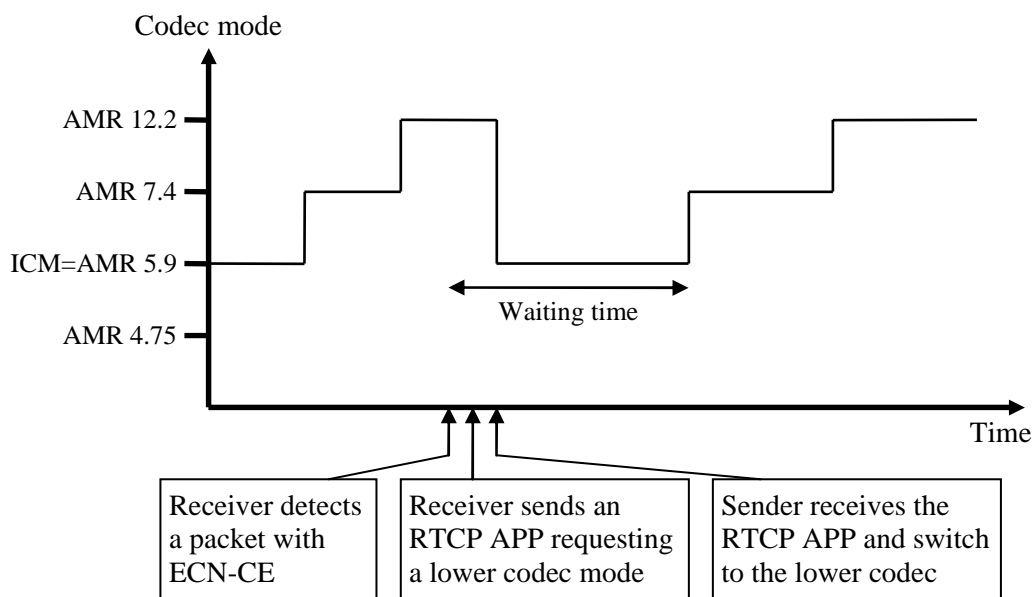 Codec mode
AMR 12.2
AMR 7.4
ICM=AMR 5.9
AMR 4.75
Waiting time
Time
Receiver detects
a packet with
ECN-CE
Receiver sends an
RTCP APP requesting
a lower codec mode
Sender receives the
RTCP APP and switch
to the lower codec